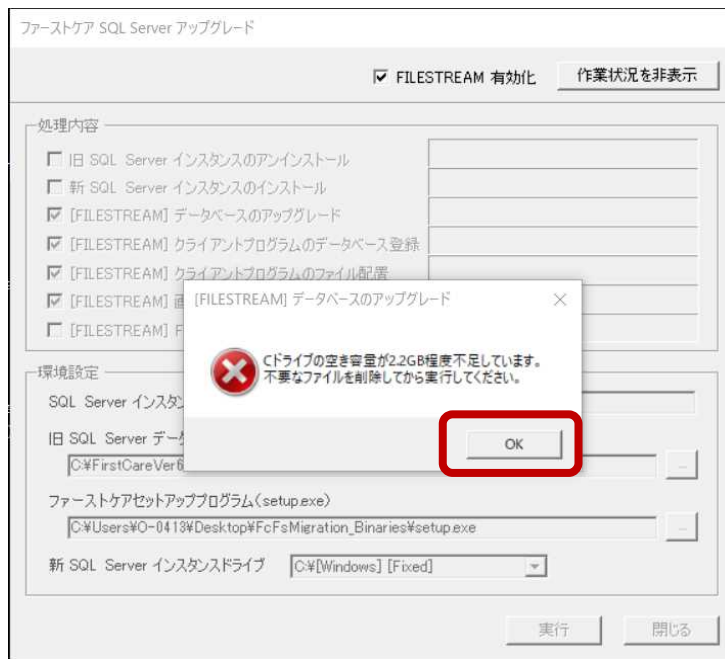 ファーストケア SQL Server アップグレード
FILESTREAM 有効化
作業状況を非表示
処理内容
旧 SQL Server インスタンスのアンインストール
新 SQL Server インスタンスのインストール
[FILESTREAM] データベースのアップグレード
[FILESTREAM] クライアントプログラムのデータベース登録
[FILESTREAM] クライアントプログラムのファイル配置
[FILESTREAM]
[FILESTREAM] F
[FILESTREAM] データベースのアップグレード
Cドライブの空き容量が2.2GB程度不足しています。
不要なファイルを削除してから実行してください。
OK
環境設定
SQL Server インスタン
旧 SQL Server データ
C:¥FirstCareVer6
...
ファーストケアセットアッププログラム(setup.exe)
C:¥Users¥O-0413¥Desktop¥FcFsMigration_Binaries¥setup.exe
...
新 SQL Server インスタンスドライブ
C:¥[Windows] [Fixed]
実行
閉じる